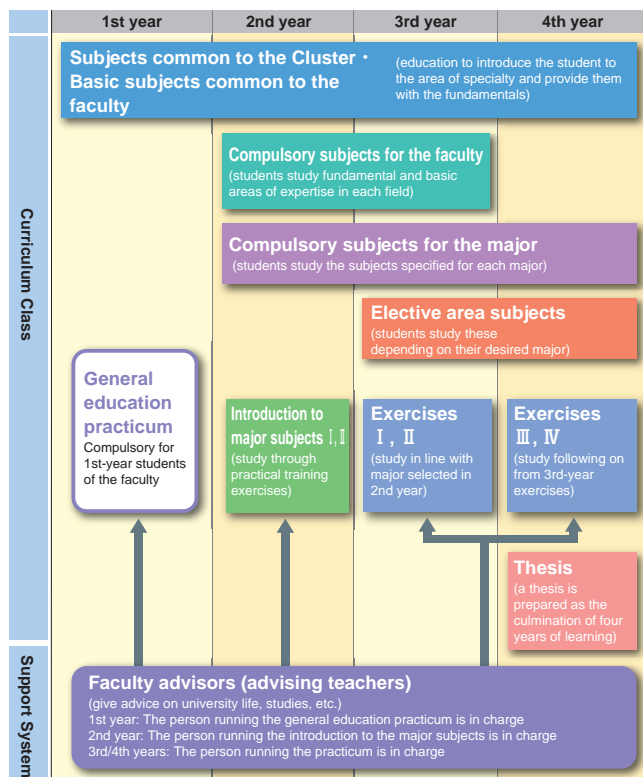 1st year 2nd year 3rd year 4th year
Curriculum Class
Subjects common to the Cluster・
Basic subjects common to the
faculty
(education to introduce the student to
the area of specialty and provide them
with the fundamentals)
Compulsory subjects for the faculty
(students study fundamental and basic
areas of expertise in each field)
Compulsory subjects for the major
(students study the subjects specified for each major)
Elective area subjects
(students study these
depending on their desired major)
General
education
practicum
Compulsory for
1st-year students
of the faculty
Introduction to
major subjects Ⅰ,Ⅱ
(study through
practical training
exercises)
Exercises
Ⅰ, Ⅱ
(study in line with
major selected in
2nd year)
Exercises
Ⅲ, Ⅳ
(study following on
from 3rd-year
exercises)
Thesis
(a thesis is
prepared as the
culmination of four
years of learning)
Support System
Faculty advisors (advising teachers)
(give advice on university life, studies, etc.)
1st year: The person running the general education practicum is in charge
2nd year: The person running the introduction to the major subjects is in charge
3rd/4th years: The person running the practicum is in charge